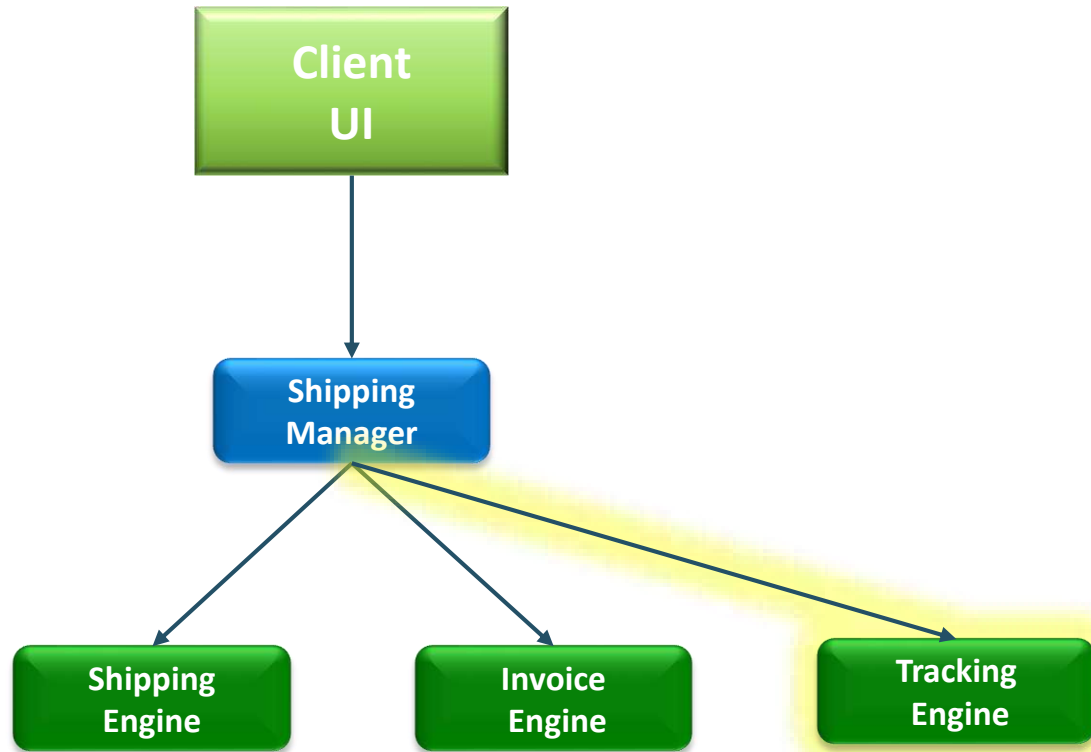 Client
UI
Shipping
Manager
Shipping
Engine
Invoice
Engine
Tracking
Engine